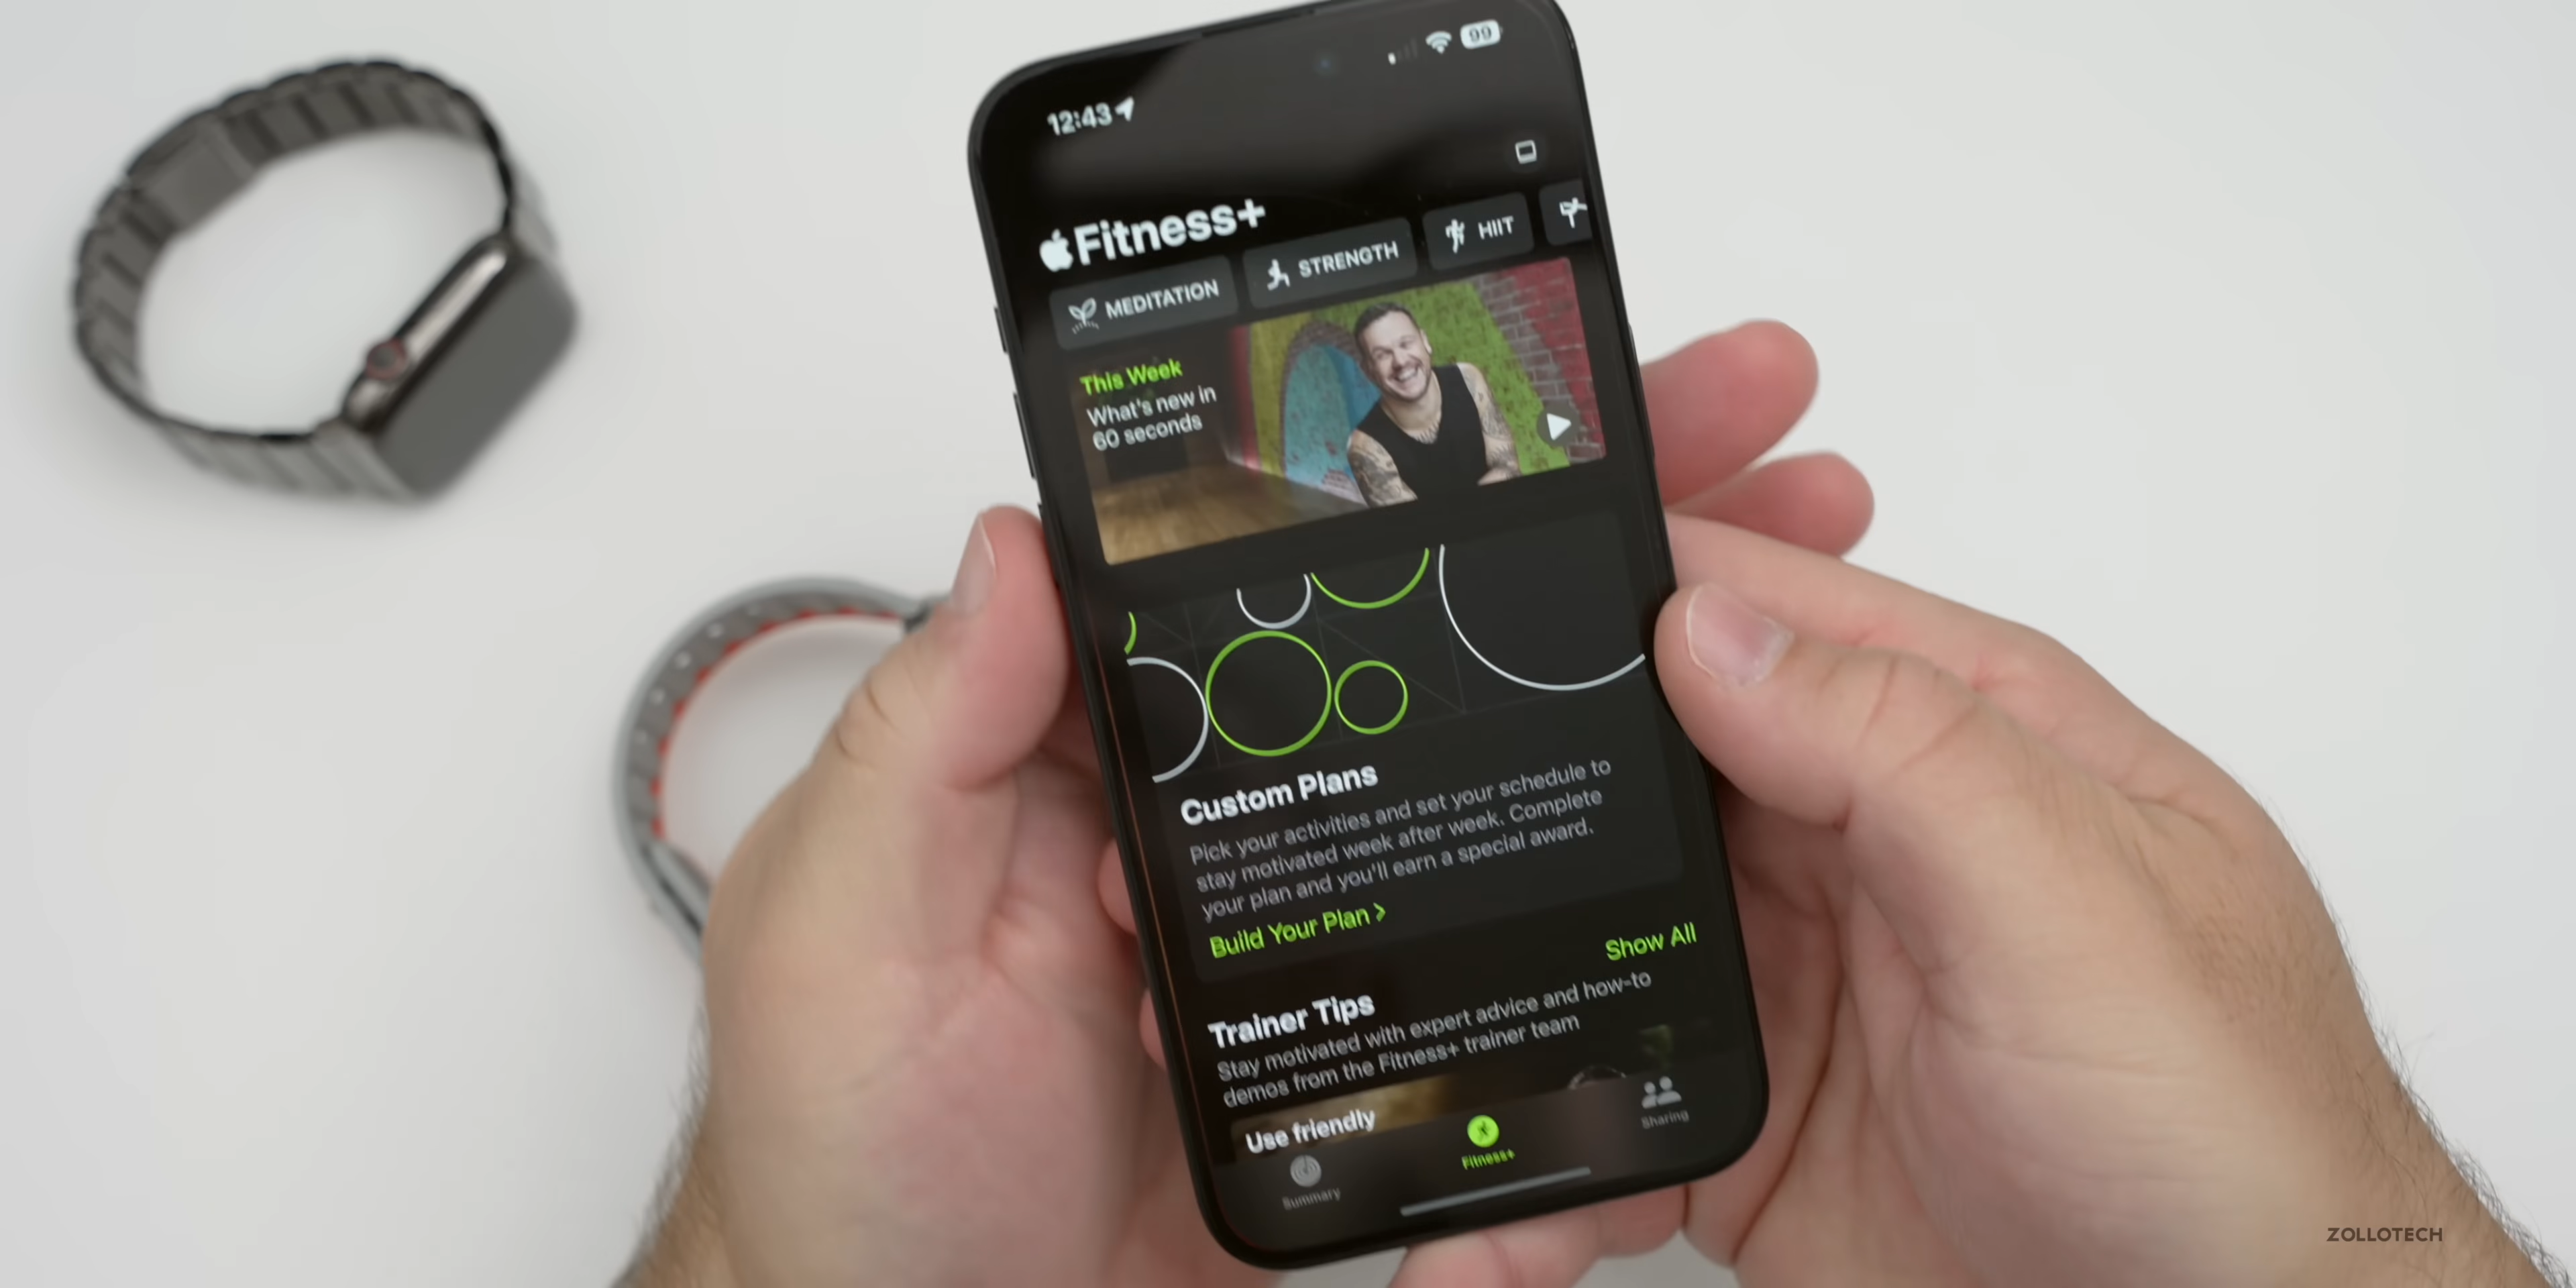 12:43
99
Fitness+
MEDITATION
STRENGTH
HIIT
This Week
What's new in
60 seconds
Custom Plans
Pick your activities and set your schedule to
stay motivated week after week. Complete
your plan and you'll earn a special award.
Build Your Plan >
Show All
Trainer Tips
Stay motivated with expert advice and how-to
demos from the Fitness+ trainer team
Use friendly
Summary
Fitness+
Sharing
ZOLLOTECH